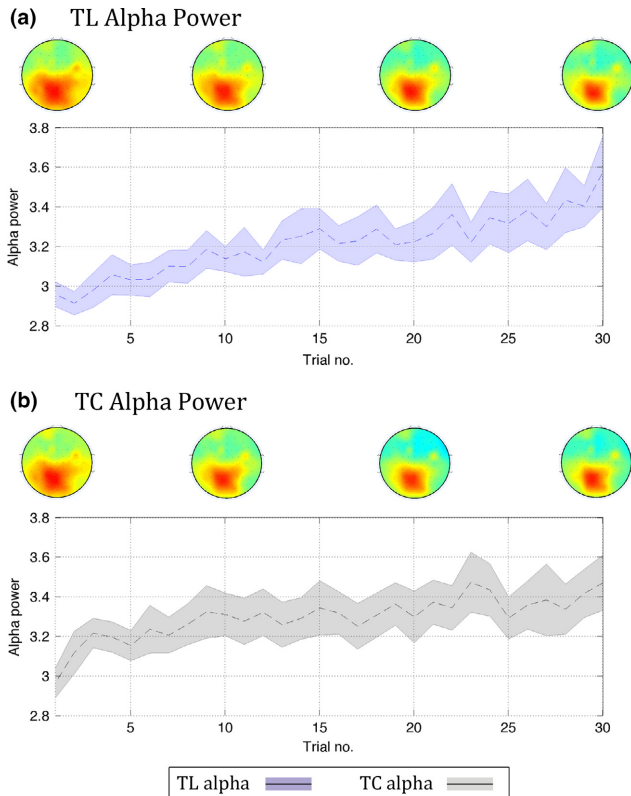 (a) TL Alpha Power
3.8
3.6
3.4
3.2
3
2.8
Alpha power
5 10 15 20 25 30
Trial no.
(b) TC Alpha Power
3.8
3.6
3.4
3.2
3
2.8
Alpha power
5 10 15 20 25 30
Trial no.
TL alpha TC alpha